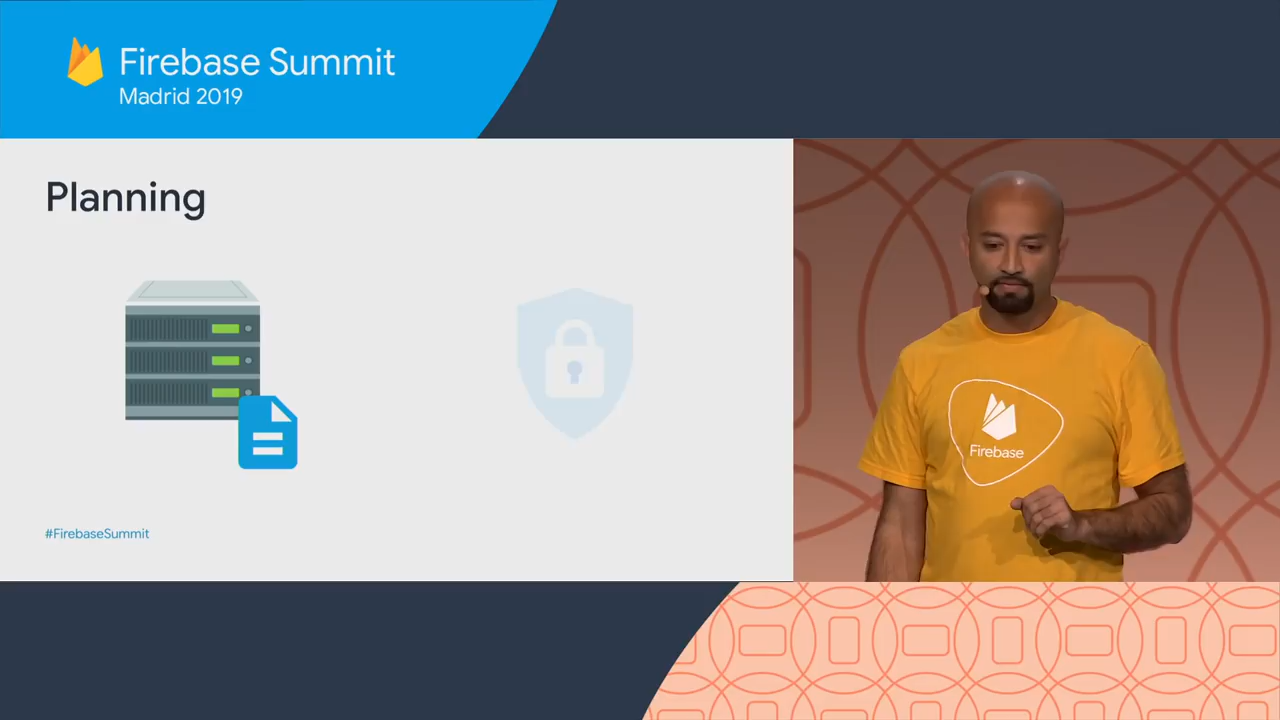 Firebase Summit
Madrid 2019
Planning
#FirebaseSummit
Firebase